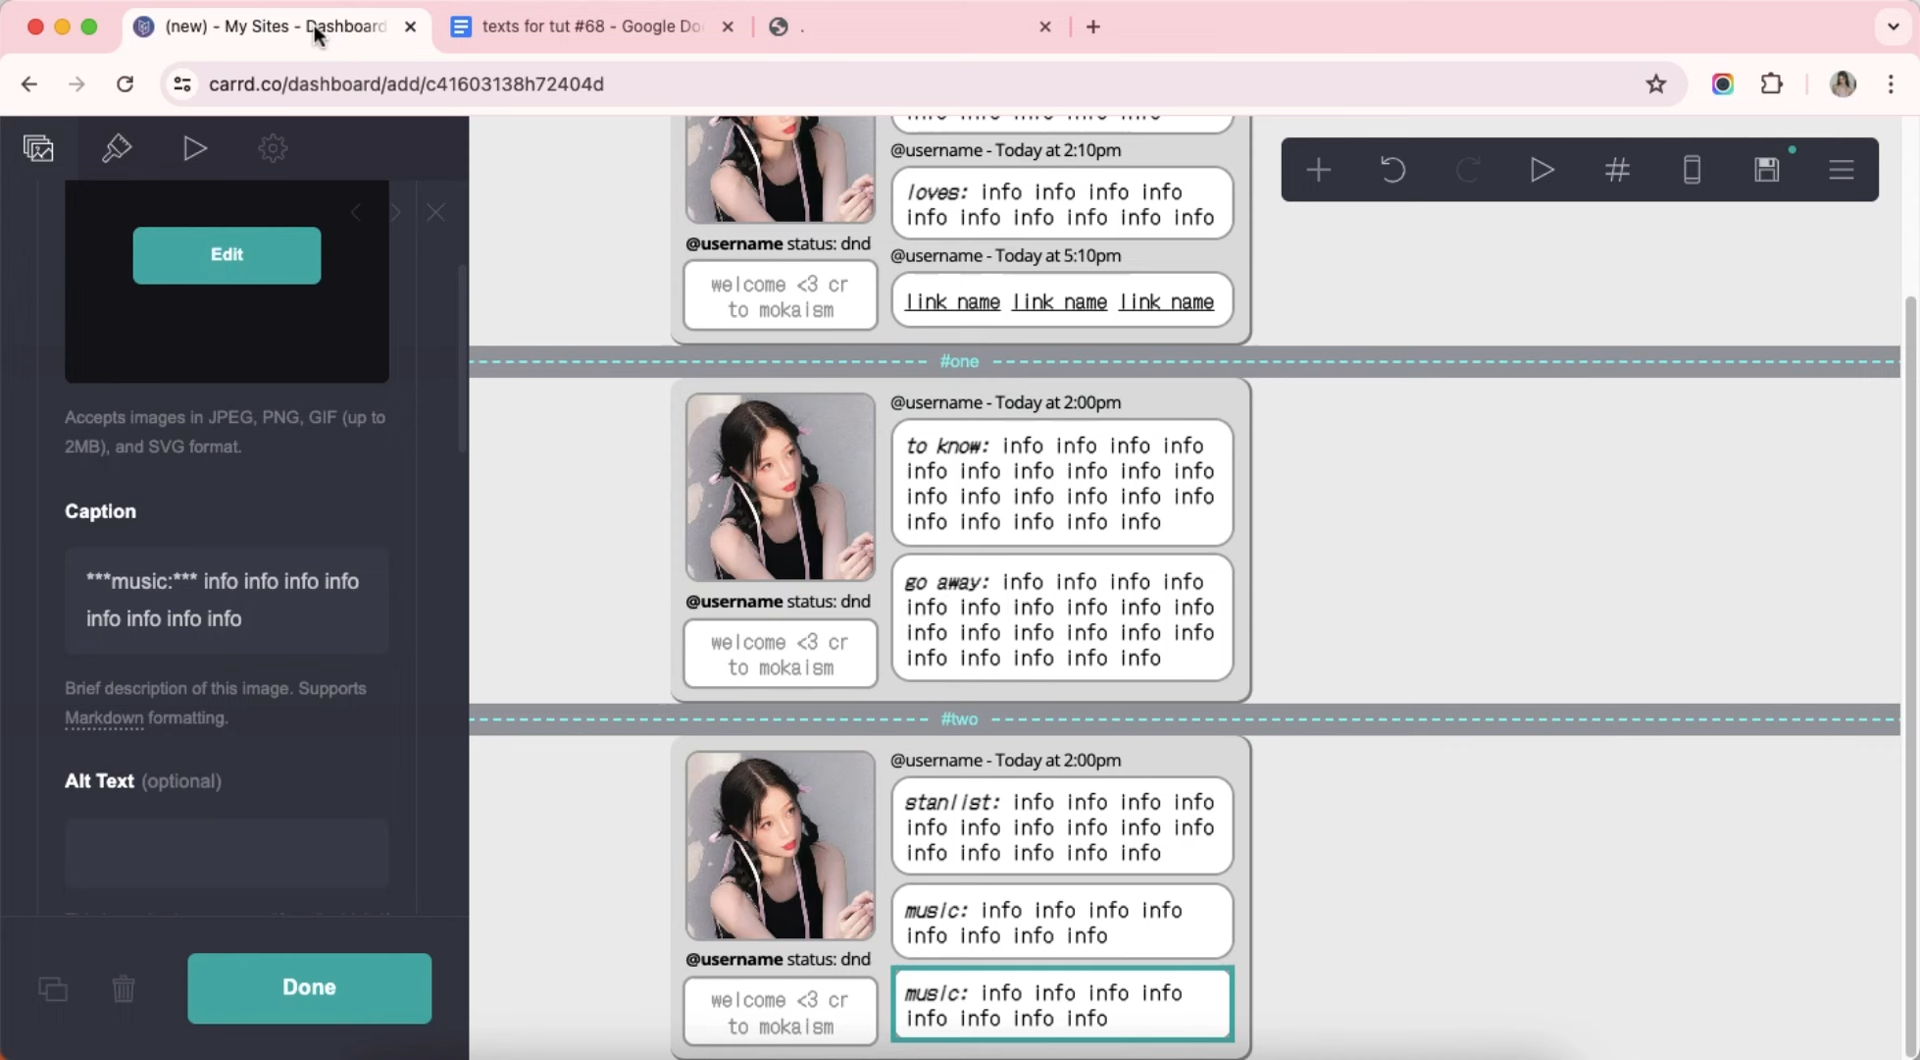 (new) - My Sites - Dashboard
texts for tut #68 - Google Do
.
carrd.co/dashboard/add/c41603138h72404d
Edit
Accepts images in JPEG, PNG, GIF (up to
2MB), and SVG format.
Caption
***music:*** info info info info
info info info info
Brief description of this image. Supports
Markdown formatting.
Alt Text (optional)
Done
@username - Today at 2:10pm
loves: info info info info
info info info info info info
@username - Today at 5:10pm
link name link name link name
@username status: dnd
welcome <3 cr
to mokaism
#one
@username - Today at 2:00pm
to know: info info info info
info info info info info info
info info info info info info
info info info info info
go away: info info info info
info info info info info info
info info info info info info
info info info info info
@username status: dnd
welcome <3 cr
to mokaism
#two
@username - Today at 2:00pm
stanlist: info info info info
info info info info info info
info info info info info
music: info info info info
info info info info
music: info info info info
info info info info
@username status: dnd
welcome <3 cr
to mokaism